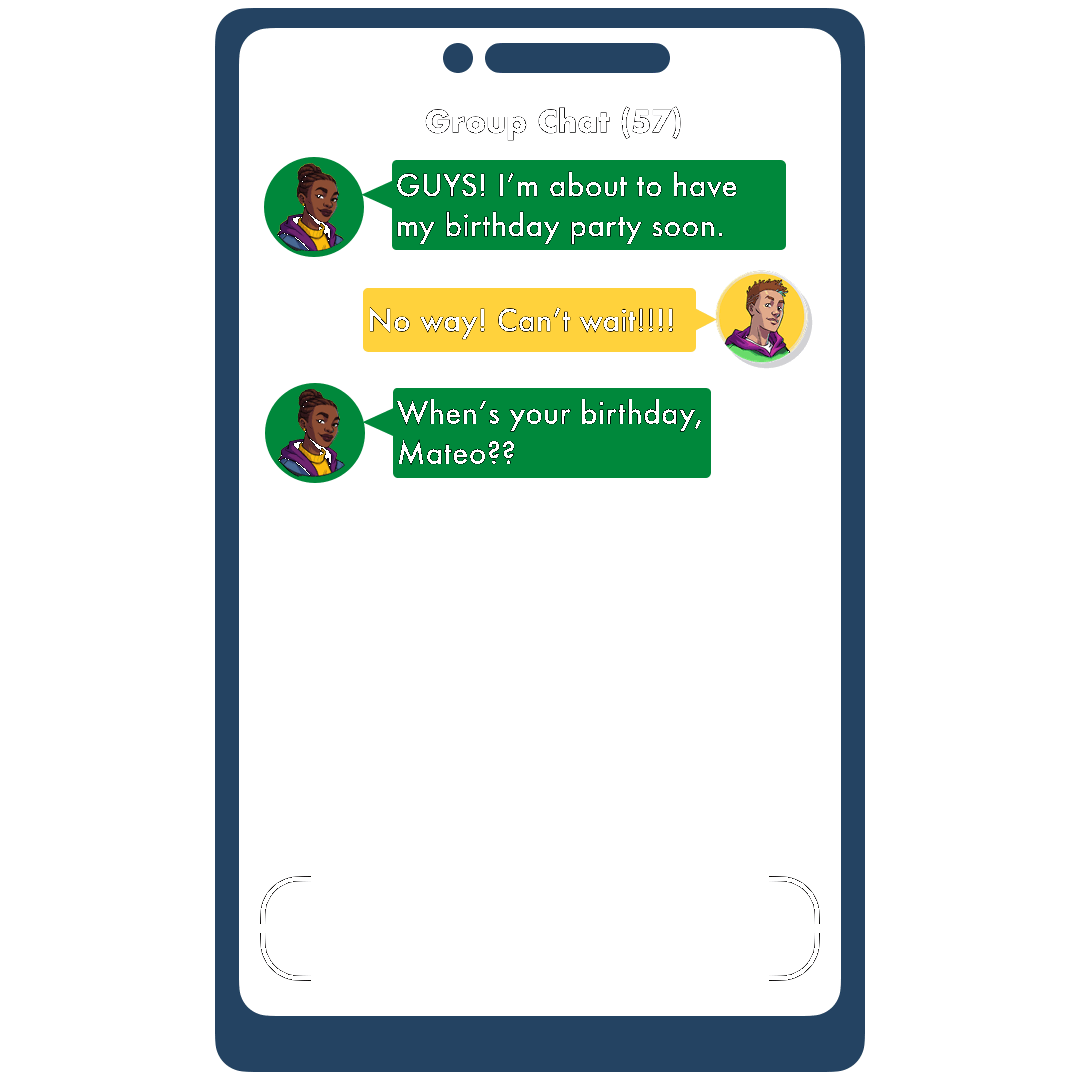 Group Chat (57)
GUYS! I’m about to have
my birthday party soon.
No way! Can’t wait!!!!
When’s your birthday,
Mateo??